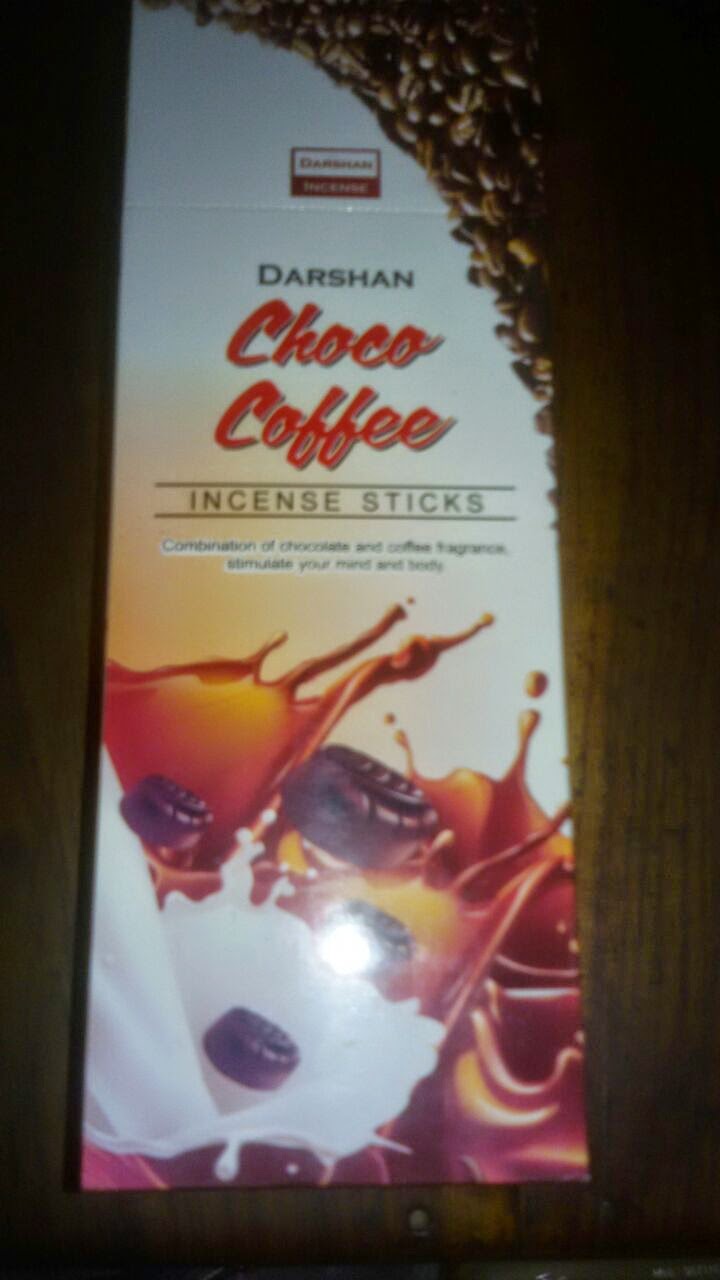 DARSHAN
INCENSE
DARSHAN
Choco
Coffee
INCENSE STICKS
Combination of chocolate and coffee fragrance,
stimulate your mind and body.